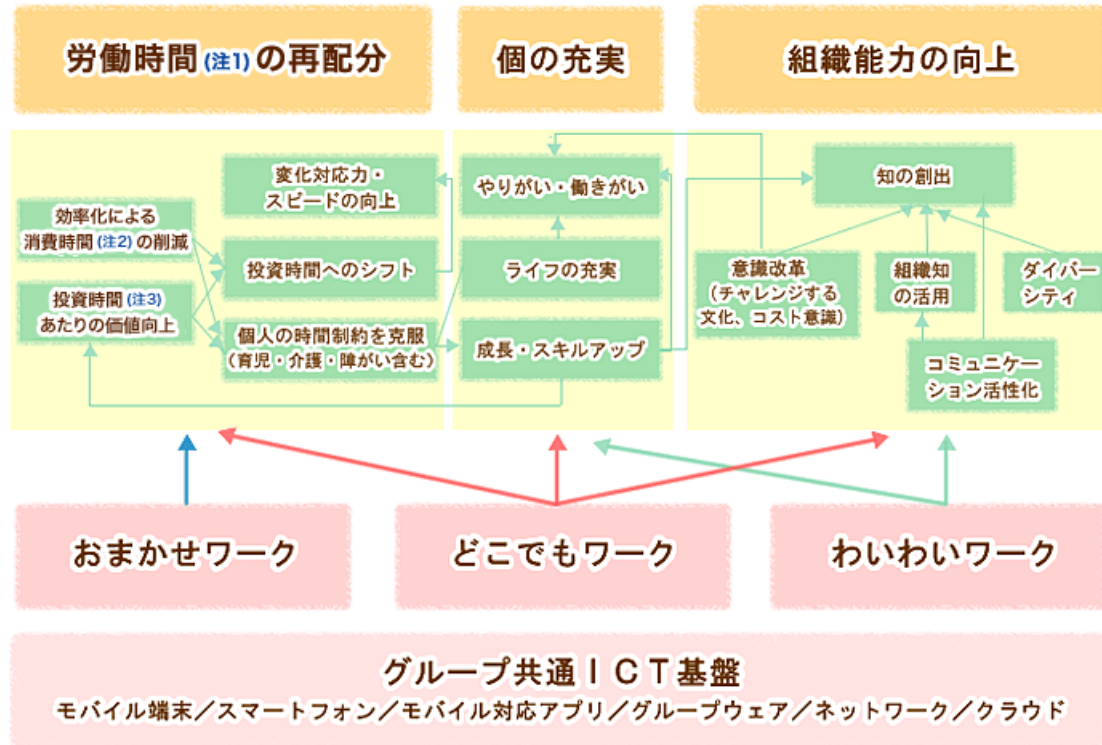 労働時間(注1)の再配分
個の充実
組織能力の向上
変化対応力・
スピードの向上
効率化による
消費時間(注2)の削減
投資時間へのシフト
投資時間(注3)
あたりの価値向上
個人の時間制約を克服
(育児・介護・障がい含む)
やりがい・働きがい
ライフの充実
成長・スキルアップ
知の創出
意識改革
(チャレンジする
文化、コスト意識)
組織知
の活用
ダイバー
シティ
コミュニケー
ション活性化
おまかせワーク
どこでもワーク
わいわいワーク
グループ共通ICT基盤
モバイル端末/スマートフォン/モバイル対応アプリ/グループウェア/ネットワーク/クラウド